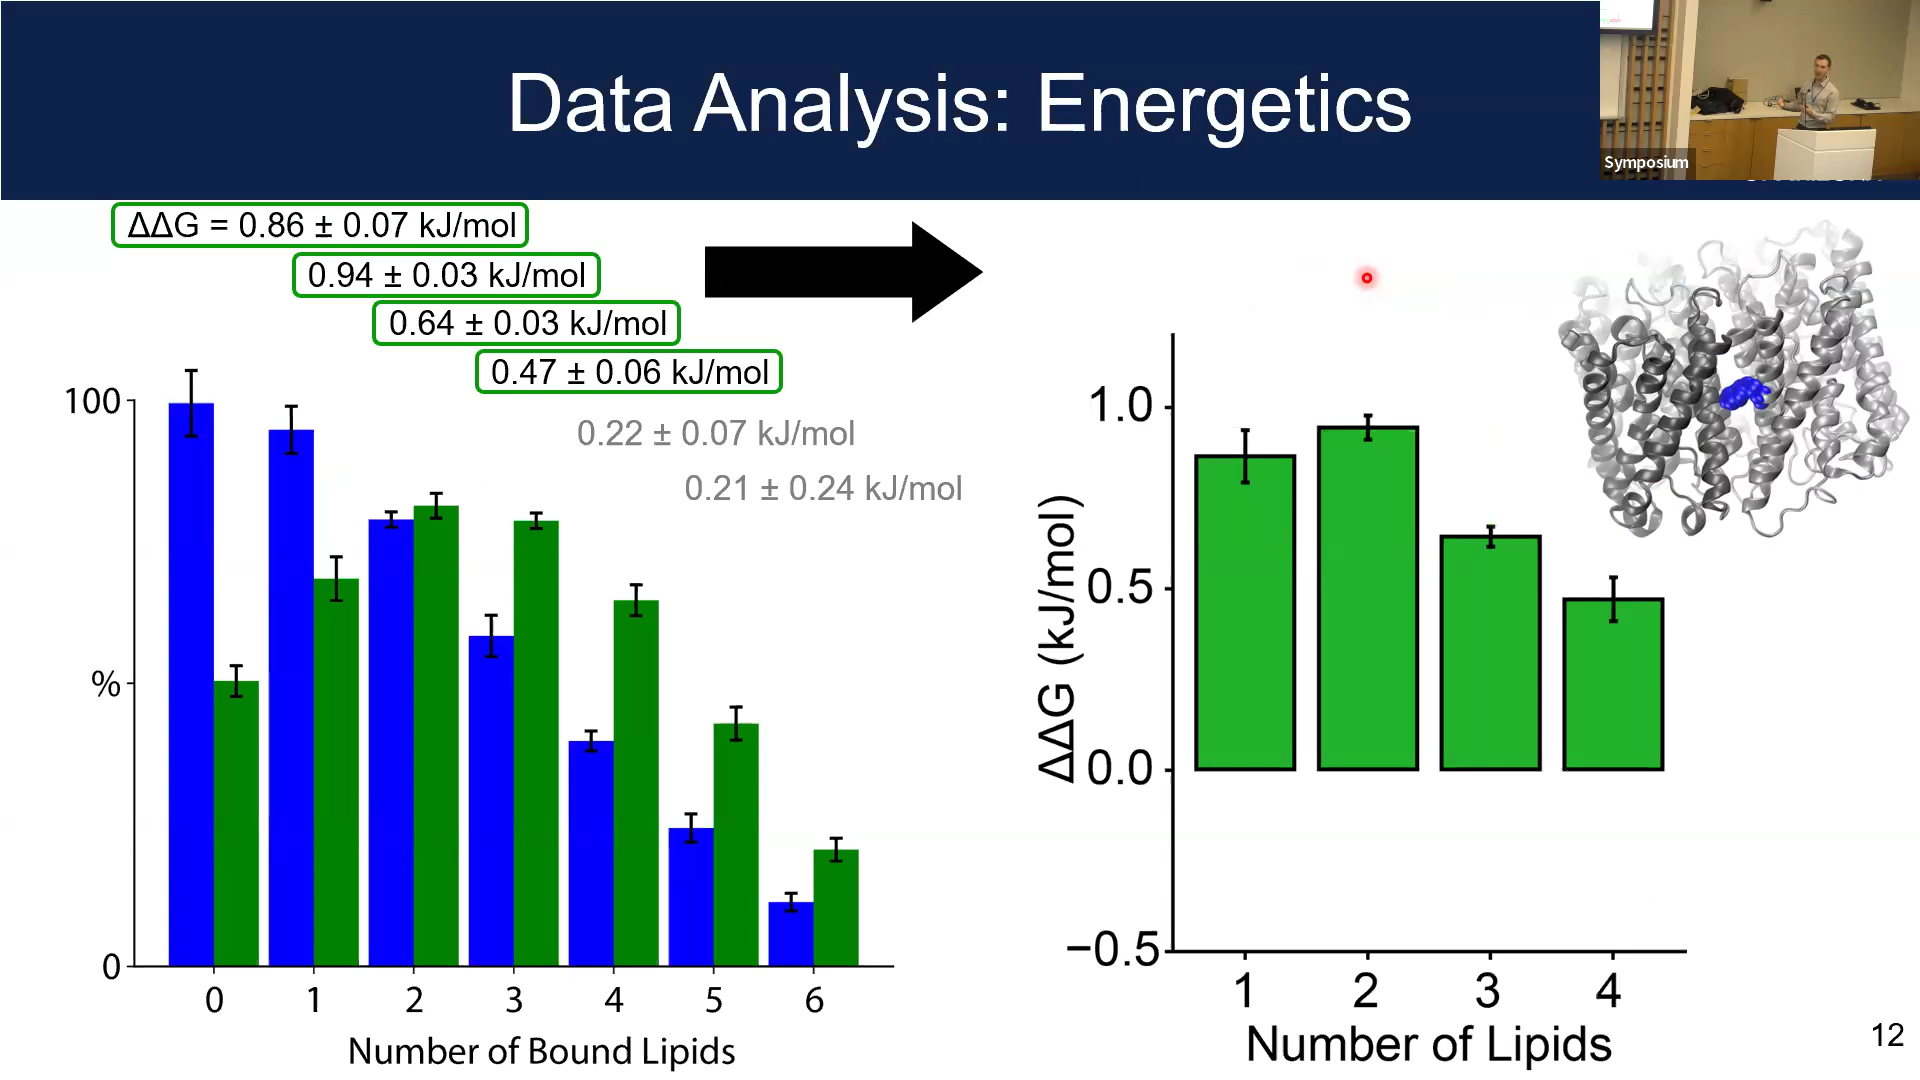 Data Analysis: Energetics
Symposium
ΔΔG = 0.86 ± 0.07 kJ/mol
0.94 ± 0.03 kJ/mol
0.64 ± 0.03 kJ/mol
0.47 ± 0.06 kJ/mol
0.22 ± 0.07 kJ/mol
0.21 ± 0.24 kJ/mol
100
%
0
0 1 2 3 4 5 6
Number of Bound Lipids
ΔΔG (kJ/mol)
1.0
0.5
0.0
−0.5
1 2 3 4
Number of Lipids
12